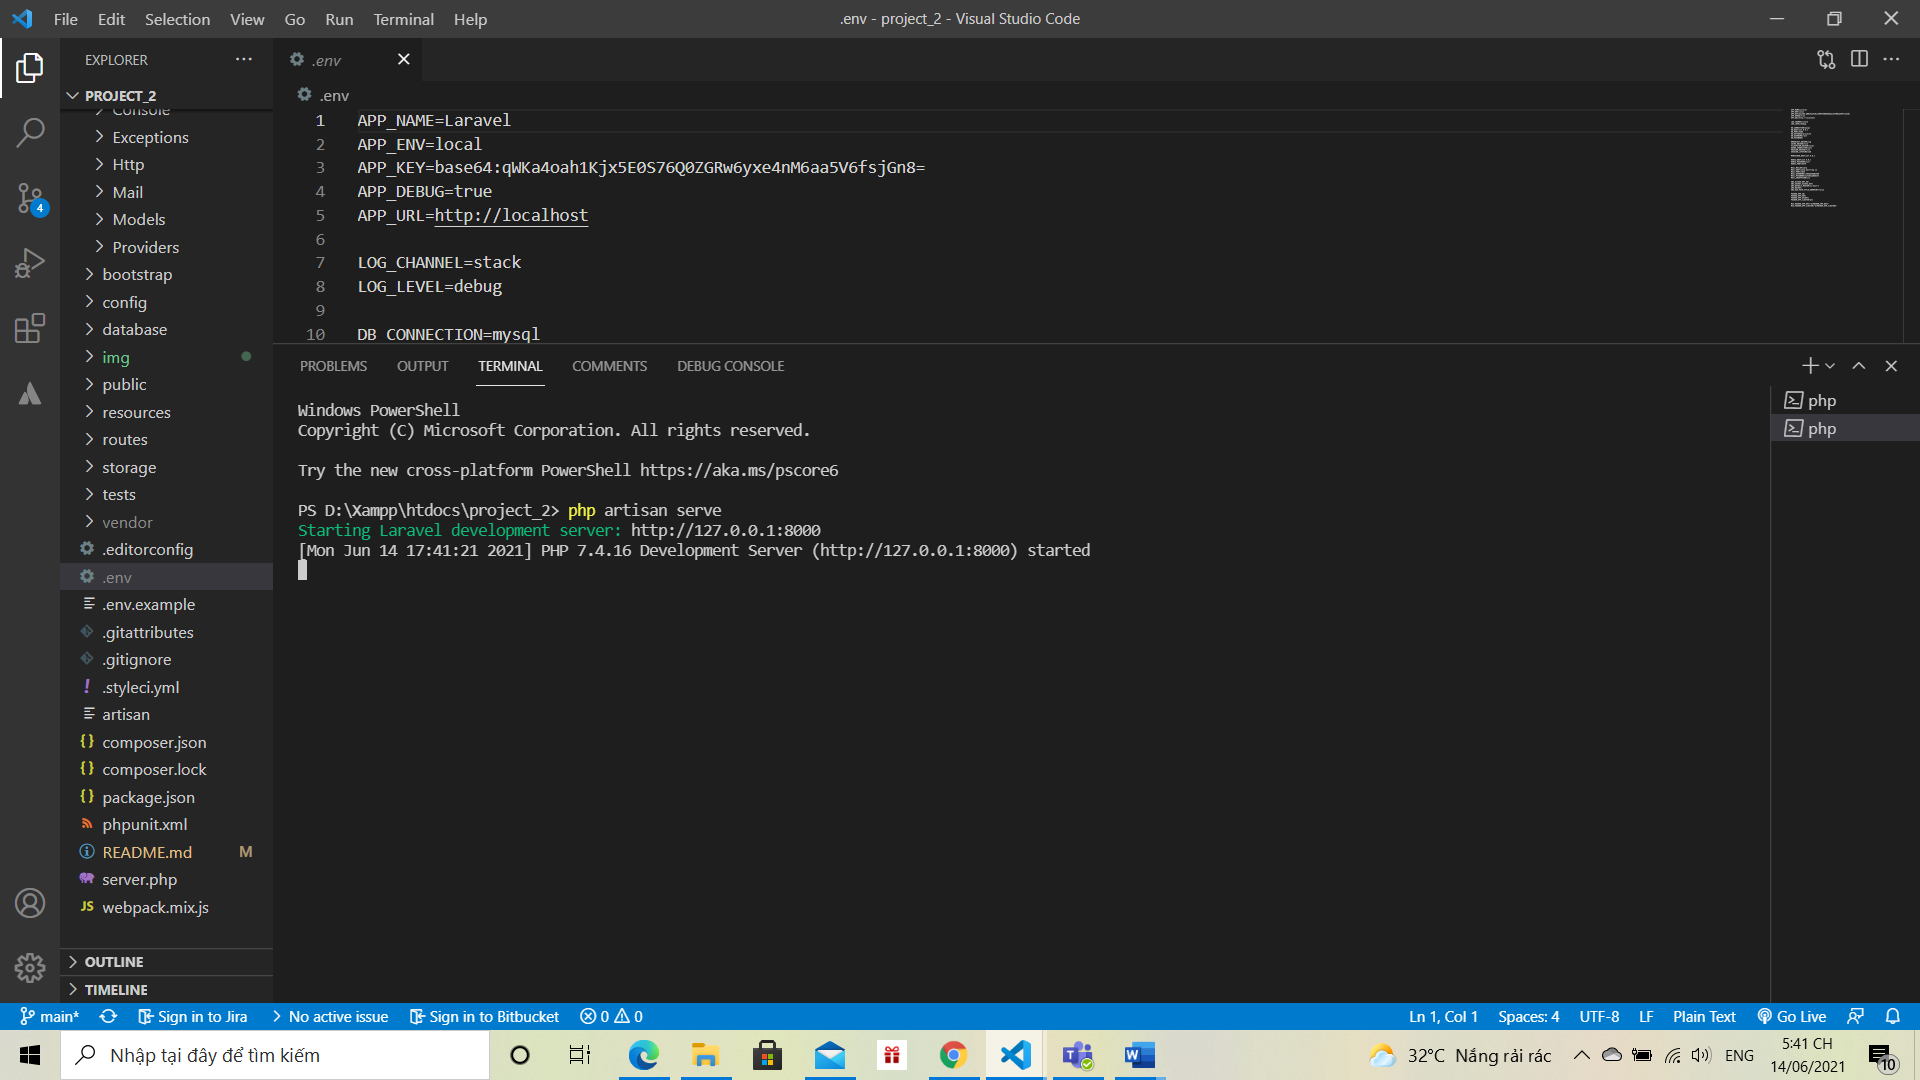 File Edit Selection View Go Run Terminal Help
.env - project_2 - Visual Studio Code
EXPLORER
PROJECT_2
Console
Exceptions
Http
Mail
Models
Providers
bootstrap
config
database
img
public
resources
routes
storage
tests
vendor
.editorconfig
.env
.env.example
.gitattributes
.gitignore
.styleci.yml
artisan
composer.json
composer.lock
package.json
phpunit.xml
README.md M
server.php
JS webpack.mix.js
OUTLINE
TIMELINE
4
.env
.env
1 APP_NAME=Laravel
2 APP_ENV=local
3 APP_KEY=base64:qWKa4oah1Kjx5E0S76Q0ZGRw6yxe4nM6aa5V6fsjGn8=
4 APP_DEBUG=true
5 APP_URL=http://localhost
6
7 LOG_CHANNEL=stack
8 LOG_LEVEL=debug
9
10 DB_CONNECTION=mysql
PROBLEMS OUTPUT TERMINAL COMMENTS DEBUG CONSOLE
Windows PowerShell
Copyright (C) Microsoft Corporation. All rights reserved.
Try the new cross-platform PowerShell https://aka.ms/pscore6
PS D:\Xampp\htdocs\project_2> php artisan serve
Starting Laravel development server: http://127.0.0.1:8000
[Mon Jun 14 17:41:21 2021] PHP 7.4.16 Development Server (http://127.0.0.1:8000) started
php
php
main* Sign in to Jira No active issue Sign in to Bitbucket 0 0
Ln 1, Col 1 Spaces: 4 UTF-8 LF Plain Text Go Live
Nhập tại đây để tìm kiếm
32°C Nắng rải rác ENG
5:41 CH
14/06/2021
10